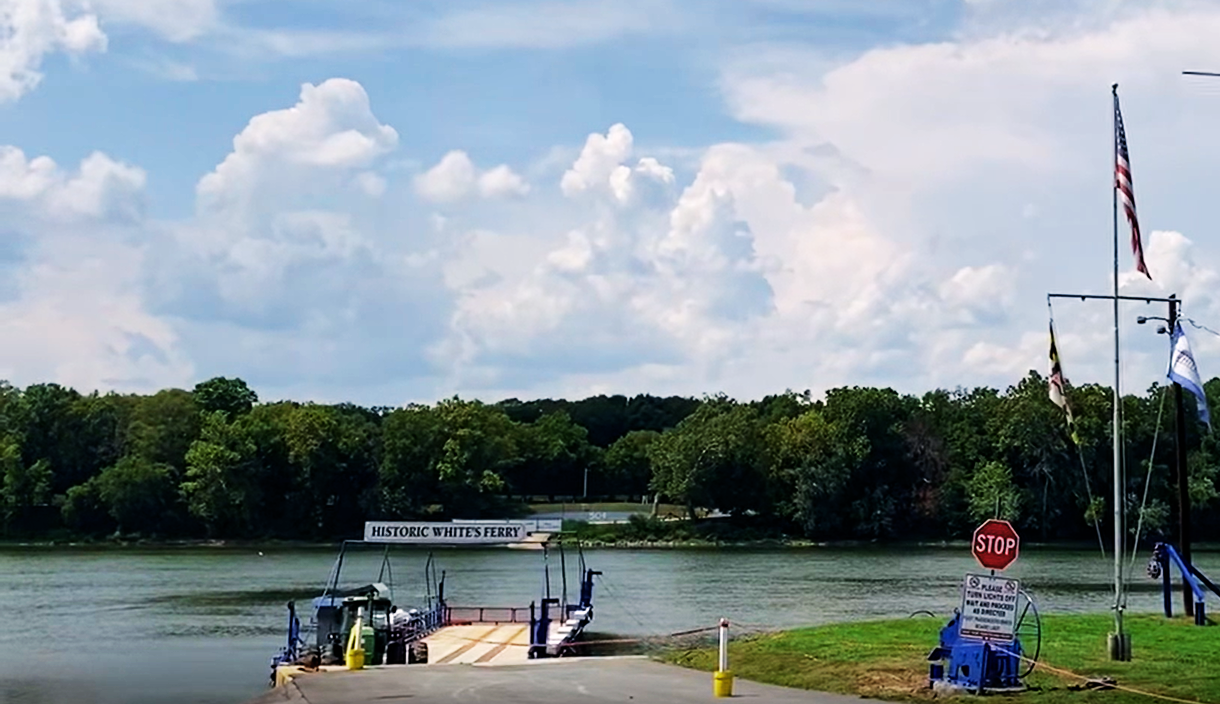 HISTORIC WHITE'S FERRY
STOP
PLEASE
TURN LIGHTS OFF
WAIT AND PROCEED
AS DIRECTED